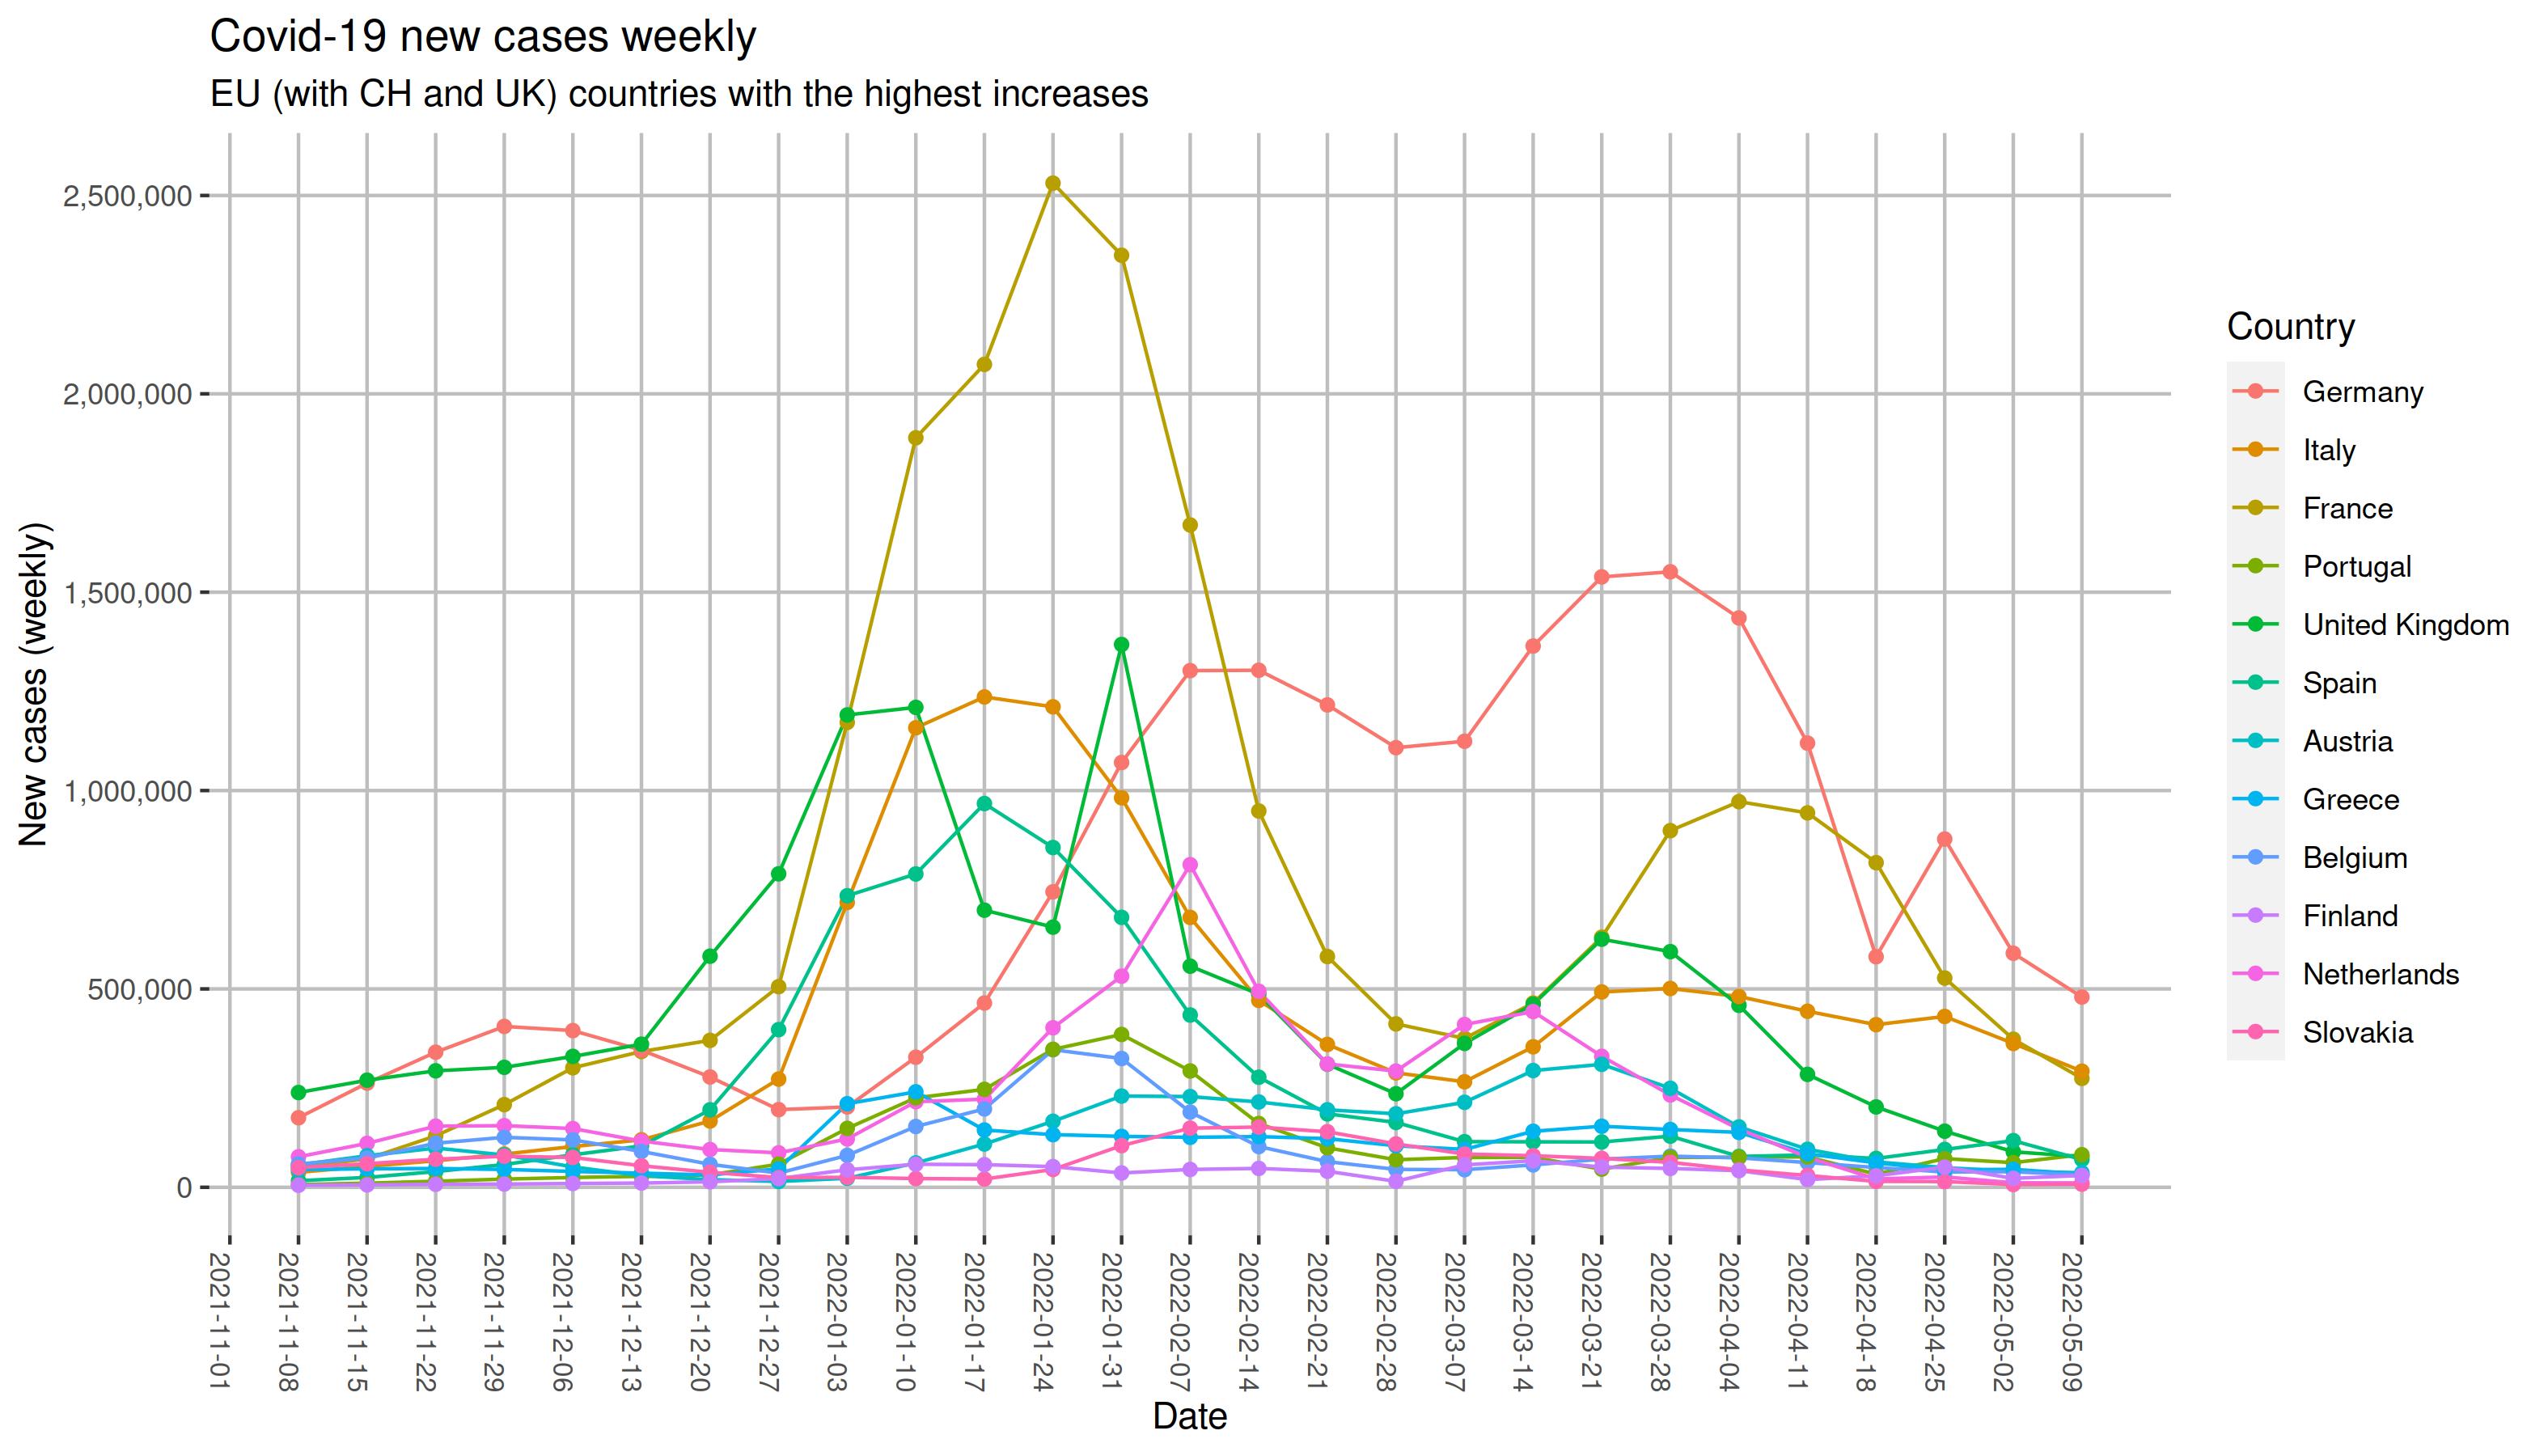 Covid-19 new cases weekly
EU (with CH and UK) countries with the highest increases
New cases (weekly)
2,500,000
2,000,000
1,500,000
1,000,000
500,000
0
2021-11-01
2021-11-08
2021-11-15
2021-11-22
2021-11-29
2021-12-06
2021-12-13
2021-12-20
2021-12-27
2022-01-03
2022-01-10
2022-01-17
2022-01-24
2022-01-31
2022-02-07
2022-02-14
2022-02-21
2022-02-28
2022-03-07
2022-03-14
2022-03-21
2022-03-28
2022-04-04
2022-04-11
2022-04-18
2022-04-25
2022-05-02
2022-05-09
Date
Country
Germany
Italy
France
Portugal
United Kingdom
Spain
Austria
Greece
Belgium
Finland
Netherlands
Slovakia